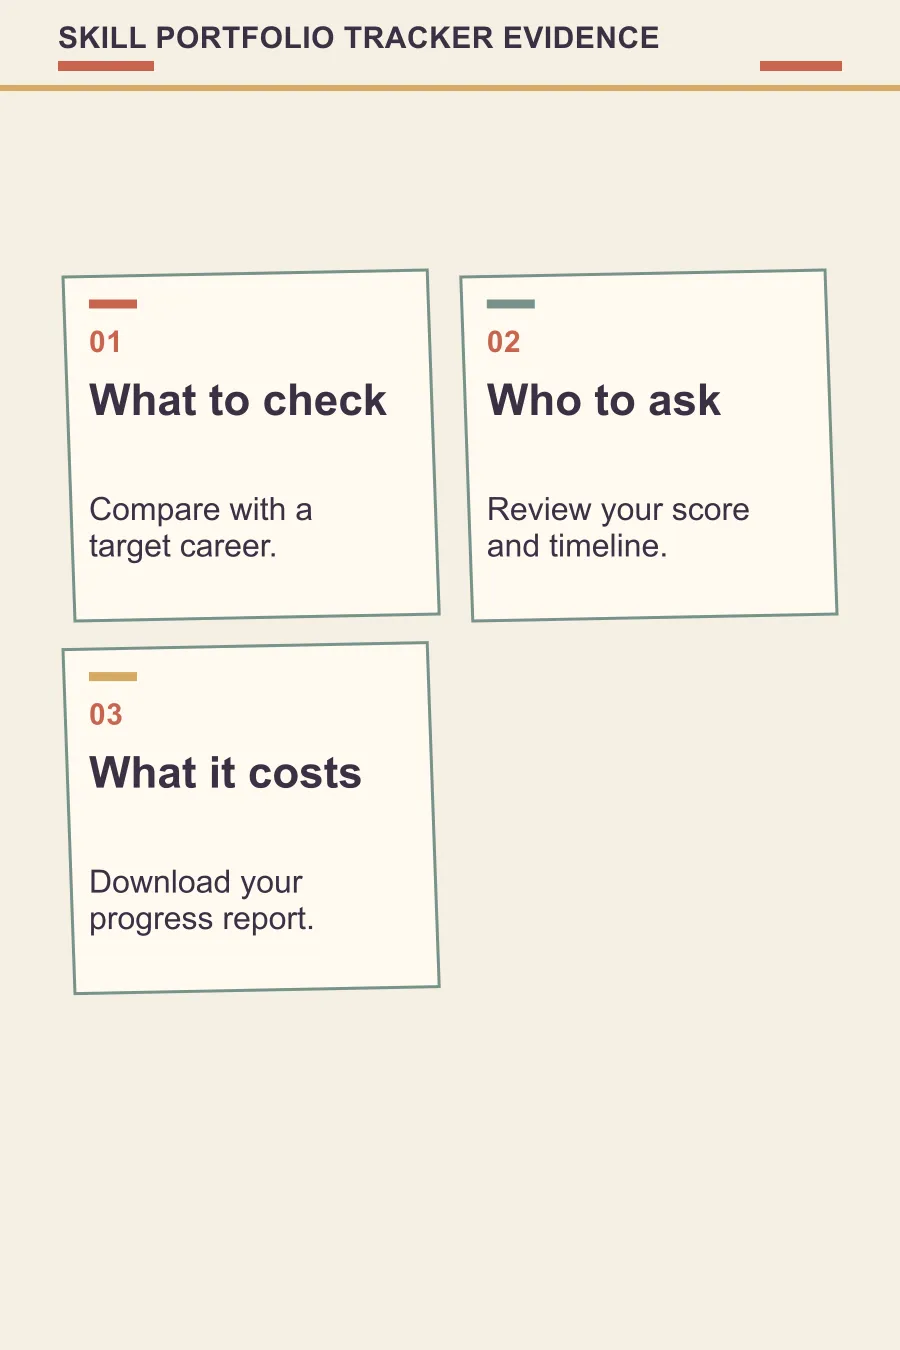 SKILL PORTFOLIO TRACKER EVIDENCE
01
What to check
Compare with a
target career.
02
Who to ask
Review your score
and timeline.
03
What it costs
Download your
progress report.